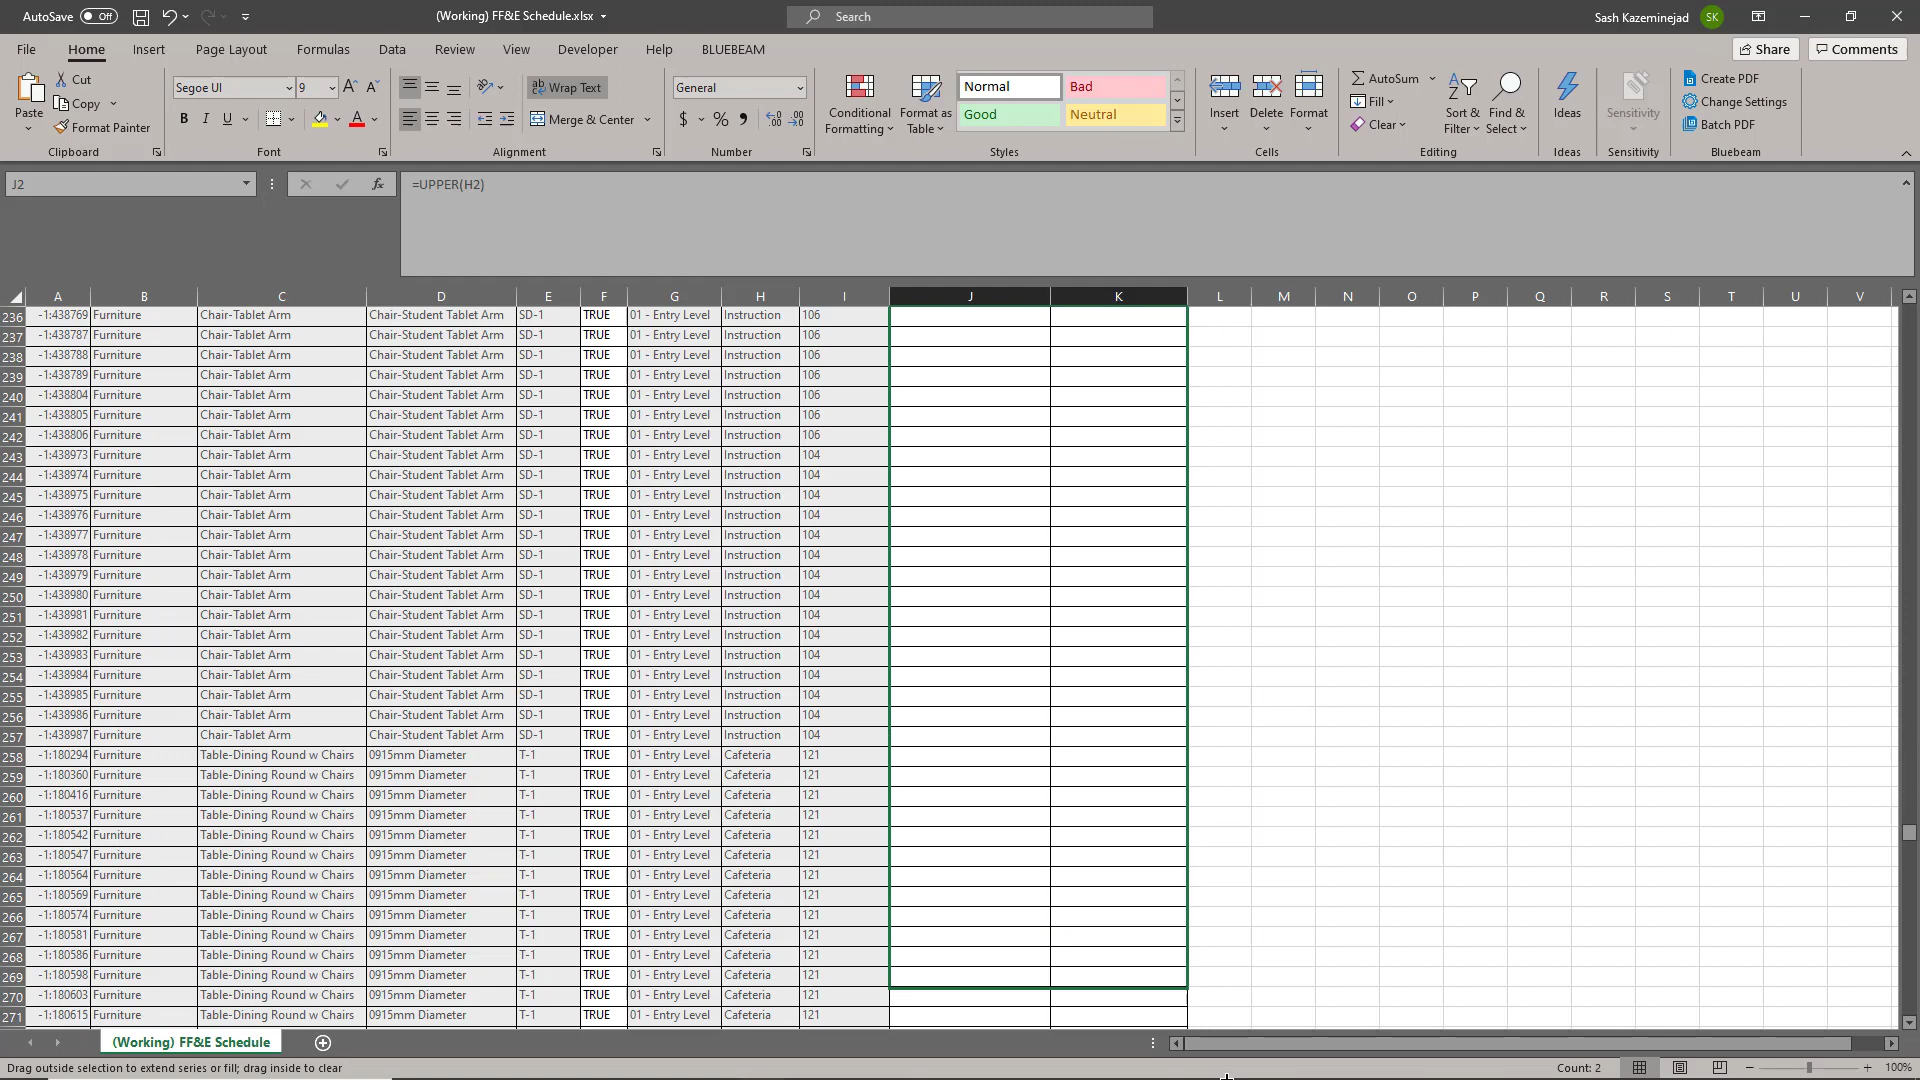 AutoSave Off (Working) FF&E Schedule.xlsx Search Sash Kazeminejad SK
File Home Insert Page Layout Formulas Data Review View Developer Help BLUEBEAM Share Comments
Paste Cut Copy Format Painter Clipboard
Segoe UI 9 B I U A Font
ab Wrap Text Merge & Center Alignment
General $ % Number
Conditional Formatting Format as Table Normal Bad Good Neutral Styles
Insert Delete Format Cells
AutoSum Fill Clear Sort & Filter Find & Select Editing
Ideas Ideas
Sensitivity Sensitivity
Create PDF Change Settings Batch PDF Bluebeam
J2 fx =UPPER(H2)
A B C D E F G H I J K L M N O P Q R S T U V
236 -1:438769 Furniture Chair-Tablet Arm Chair-Student Tablet Arm SD-1 TRUE 01 - Entry Level Instruction 106
237 -1:438787 Furniture Chair-Tablet Arm Chair-Student Tablet Arm SD-1 TRUE 01 - Entry Level Instruction 106
238 -1:438788 Furniture Chair-Tablet Arm Chair-Student Tablet Arm SD-1 TRUE 01 - Entry Level Instruction 106
239 -1:438789 Furniture Chair-Tablet Arm Chair-Student Tablet Arm SD-1 TRUE 01 - Entry Level Instruction 106
240 -1:438804 Furniture Chair-Tablet Arm Chair-Student Tablet Arm SD-1 TRUE 01 - Entry Level Instruction 106
241 -1:438805 Furniture Chair-Tablet Arm Chair-Student Tablet Arm SD-1 TRUE 01 - Entry Level Instruction 106
242 -1:438806 Furniture Chair-Tablet Arm Chair-Student Tablet Arm SD-1 TRUE 01 - Entry Level Instruction 106
243 -1:438973 Furniture Chair-Tablet Arm Chair-Student Tablet Arm SD-1 TRUE 01 - Entry Level Instruction 104
244 -1:438974 Furniture Chair-Tablet Arm Chair-Student Tablet Arm SD-1 TRUE 01 - Entry Level Instruction 104
245 -1:438975 Furniture Chair-Tablet Arm Chair-Student Tablet Arm SD-1 TRUE 01 - Entry Level Instruction 104
246 -1:438976 Furniture Chair-Tablet Arm Chair-Student Tablet Arm SD-1 TRUE 01 - Entry Level Instruction 104
247 -1:438977 Furniture Chair-Tablet Arm Chair-Student Tablet Arm SD-1 TRUE 01 - Entry Level Instruction 104
248 -1:438978 Furniture Chair-Tablet Arm Chair-Student Tablet Arm SD-1 TRUE 01 - Entry Level Instruction 104
249 -1:438979 Furniture Chair-Tablet Arm Chair-Student Tablet Arm SD-1 TRUE 01 - Entry Level Instruction 104
250 -1:438980 Furniture Chair-Tablet Arm Chair-Student Tablet Arm SD-1 TRUE 01 - Entry Level Instruction 104
251 -1:438981 Furniture Chair-Tablet Arm Chair-Student Tablet Arm SD-1 TRUE 01 - Entry Level Instruction 104
252 -1:438982 Furniture Chair-Tablet Arm Chair-Student Tablet Arm SD-1 TRUE 01 - Entry Level Instruction 104
253 -1:438983 Furniture Chair-Tablet Arm Chair-Student Tablet Arm SD-1 TRUE 01 - Entry Level Instruction 104
254 -1:438984 Furniture Chair-Tablet Arm Chair-Student Tablet Arm SD-1 TRUE 01 - Entry Level Instruction 104
255 -1:438985 Furniture Chair-Tablet Arm Chair-Student Tablet Arm SD-1 TRUE 01 - Entry Level Instruction 104
256 -1:438986 Furniture Chair-Tablet Arm Chair-Student Tablet Arm SD-1 TRUE 01 - Entry Level Instruction 104
257 -1:438987 Furniture Chair-Tablet Arm Chair-Student Tablet Arm SD-1 TRUE 01 - Entry Level Instruction 104
258 -1:180294 Furniture Table-Dining Round w Chairs 0915mm Diameter T-1 TRUE 01 - Entry Level Cafeteria 121
259 -1:180360 Furniture Table-Dining Round w Chairs 0915mm Diameter T-1 TRUE 01 - Entry Level Cafeteria 121
260 -1:180416 Furniture Table-Dining Round w Chairs 0915mm Diameter T-1 TRUE 01 - Entry Level Cafeteria 121
261 -1:180537 Furniture Table-Dining Round w Chairs 0915mm Diameter T-1 TRUE 01 - Entry Level Cafeteria 121
262 -1:180542 Furniture Table-Dining Round w Chairs 0915mm Diameter T-1 TRUE 01 - Entry Level Cafeteria 121
263 -1:180547 Furniture Table-Dining Round w Chairs 0915mm Diameter T-1 TRUE 01 - Entry Level Cafeteria 121
264 -1:180564 Furniture Table-Dining Round w Chairs 0915mm Diameter T-1 TRUE 01 - Entry Level Cafeteria 121
265 -1:180569 Furniture Table-Dining Round w Chairs 0915mm Diameter T-1 TRUE 01 - Entry Level Cafeteria 121
266 -1:180574 Furniture Table-Dining Round w Chairs 0915mm Diameter T-1 TRUE 01 - Entry Level Cafeteria 121
267 -1:180581 Furniture Table-Dining Round w Chairs 0915mm Diameter T-1 TRUE 01 - Entry Level Cafeteria 121
268 -1:180586 Furniture Table-Dining Round w Chairs 0915mm Diameter T-1 TRUE 01 - Entry Level Cafeteria 121
269 -1:180598 Furniture Table-Dining Round w Chairs 0915mm Diameter T-1 TRUE 01 - Entry Level Cafeteria 121
270 -1:180603 Furniture Table-Dining Round w Chairs 0915mm Diameter T-1 TRUE 01 - Entry Level Cafeteria 121
271 -1:180615 Furniture Table-Dining Round w Chairs 0915mm Diameter T-1 TRUE 01 - Entry Level Cafeteria 121
(Working) FF&E Schedule
Drag outside selection to extend series or fill; drag inside to clear Count: 2 100%